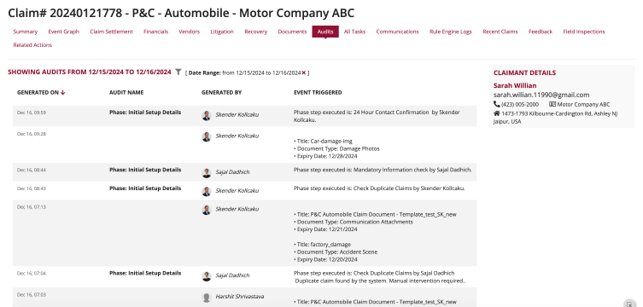 Claim# 20240121778 - P&C - Automobile - Motor Company ABC
Summary Event Graph Claim Settlement Financials Vendors Litigation Recovery Documents Audits All Tasks Communications Rule Engine Logs Recent Claims Feedback Field Inspections
Related Actions
SHOWING AUDITS FROM 12/15/2024 TO 12/16/2024 [ Date Range: from 12/15/2024 to 12/16/2024 ✖ ]
GENERATED ON ↓ AUDIT NAME GENERATED BY EVENT TRIGGERED
Dec 16, 09:59 Phase: Initial Setup Details Skender Kollcaku Phase step executed is: 24 Hour Contact Confirmation by Skender
Kollcaku.
Dec 16, 09:28 Skender Kollcaku
• Title: Car-damage-img
• Document Type: Damage Photos
• Expiry Date: 12/28/2024
Dec 16, 08:44 Phase: Initial Setup Details Sajal Dadhich Phase step executed is: Mandatory Information check by Sajal Dadhich.
Dec 16, 08:43 Phase: Initial Setup Details Skender Kollcaku Phase step executed is: Check Duplicate Claims by Skender Kollcaku.
Dec 16, 07:13 Skender Kollcaku
• Title: P&C Automobile Claim Document - Template_test_SK_new
• Document Type: Communication Attachments
• Expiry Date: 12/21/2024
• Title: factory_damage
• Document Type: Accident Scene
• Expiry Date: 12/20/2024
Dec 16, 07:04 Phase: Initial Setup Details Sajal Dadhich Phase step executed is: Check Duplicate Claims by Sajal Dadhich
Duplicate claim found by the system. Manual intervention required..
Dec 16, 07:03 Harshit Shrivastava
• Title: P&C Automobile Claim Document - Template_test_SK_new
CLAIMANT DETAILS
Sarah Willian
sarah.willian.11990@gmail.com
(423) 005-2000 Motor Company ABC
1473-1793 Kilbourne-Cardington Rd, Ashley NJ
Jaipur, USA